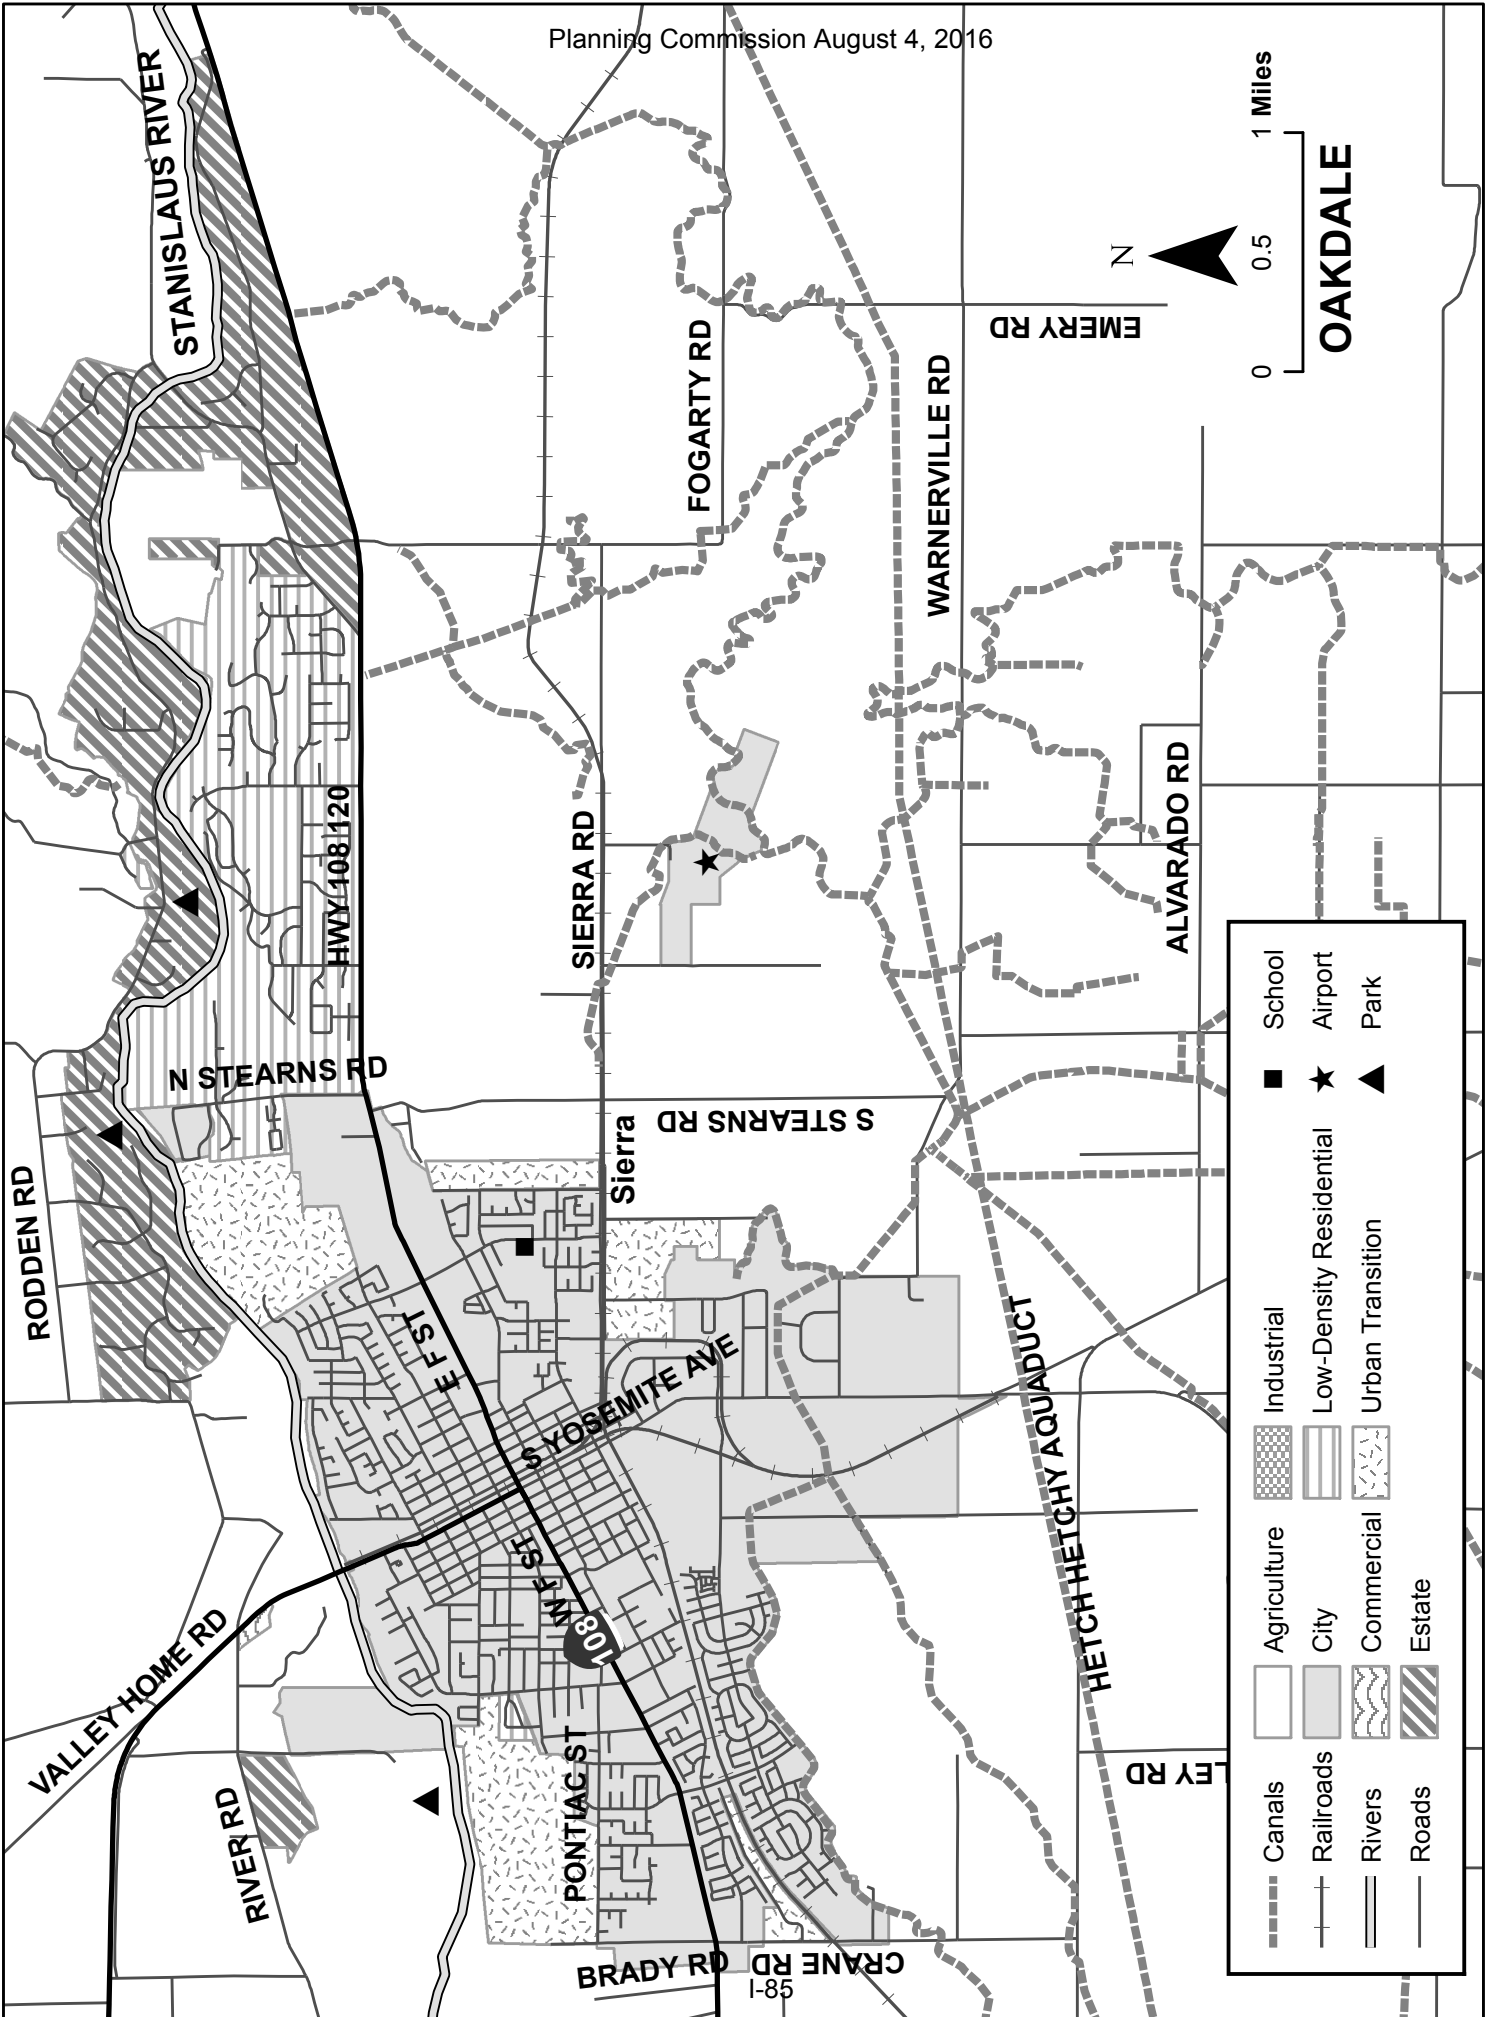 Planning Commission August 4, 2016
STANISLAUS RIVER
1 Miles
0.5
0
N
OAKDALE
EMERY RD
FOGARTY RD
WARNERVILLE RD
HWY 108 120
SIERRA RD
ALVARADO RD
N STEARNS RD
S STEARNS RD
Sierra
RODDEN RD
E F ST
S YOSEMITE AVE
HETCH HETCHY AQUADUCT
W F ST
108
VALLEY HOME RD
RIVER RD
PONTIAC ST
LEY RD
BRADY RD
CRANE RD
Canals
Railroads
Rivers
Roads
Agriculture
City
Commercial
Estate
Industrial
Low-Density Residential
Urban Transition
School
Airport
Park
I-85